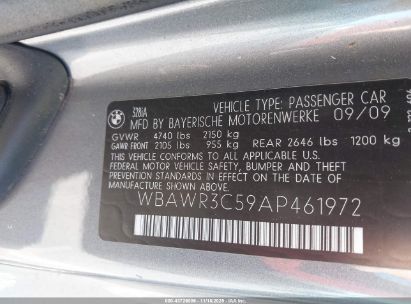 328iA
VEHICLE TYPE: PASSENGER CAR
MFD BY BAYERISCHE MOTORENWERKE 09/09
GVWR 4740 lbs 2150 kg
GAWR FRONT 2105 lbs 955 kg REAR 2646 lbs 1200 kg
THIS VEHICLE CONFORMS TO ALL APPLICABLE U.S.
FEDERAL MOTOR VEHICLE SAFETY, BUMPER AND THEFT
PREVENTION STANDARDS IN EFFECT ON THE DATE OF
MANUFACTURE SHOWN ABOVE.
WBAWR3C59AP461972